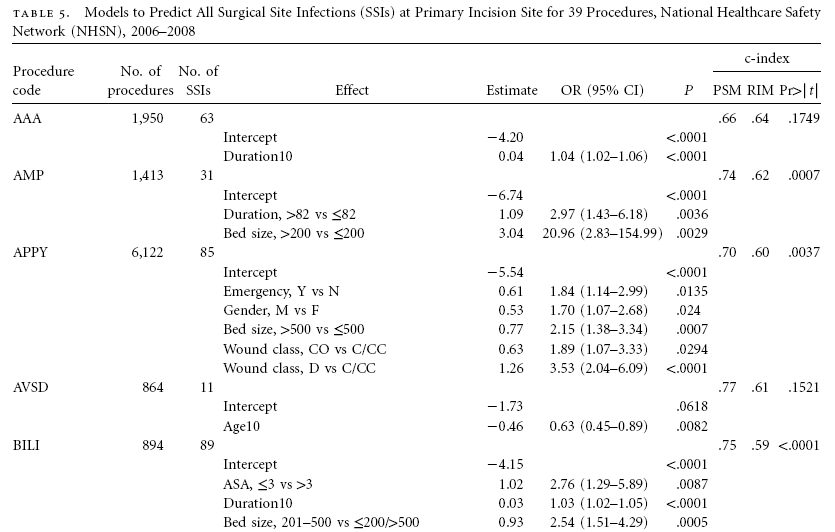 TABLE 5. Models to Predict All Surgical Site Infections (SSIs) at Primary Incision Site for 39 Procedures, National Healthcare Safety
Network (NHSN), 2006–2008
c-index
Procedure No. of No. of
code procedures SSIs Effect Estimate OR (95% CI) P PSM RIM Pr>|t|
AAA 1,950 63 .66 .64 .1749
Intercept −4.20 <.0001
Duration10 0.04 1.04 (1.02–1.06) <.0001
AMP 1,413 31 .74 .62 .0007
Intercept −6.74 <.0001
Duration, >82 vs ≤82 1.09 2.97 (1.43–6.18) .0036
Bed size, >200 vs ≤200 3.04 20.96 (2.83–154.99) .0029
APPY 6,122 85 .70 .60 .0037
Intercept −5.54 <.0001
Emergency, Y vs N 0.61 1.84 (1.14–2.99) .0135
Gender, M vs F 0.53 1.70 (1.07–2.68) .024
Bed size, >500 vs ≤500 0.77 2.15 (1.38–3.34) .0007
Wound class, CO vs C/CC 0.63 1.89 (1.07–3.33) .0294
Wound class, D vs C/CC 1.26 3.53 (2.04–6.09) <.0001
AVSD 864 11 .77 .61 .1521
Intercept −1.73 .0618
Age10 −0.46 0.63 (0.45–0.89) .0082
BILI 894 89 .75 .59 <.0001
Intercept −4.15 <.0001
ASA, ≤3 vs >3 1.02 2.76 (1.29–5.89) .0087
Duration10 0.03 1.03 (1.02–1.05) <.0001
Bed size, 201–500 vs ≤200/>500 0.93 2.54 (1.51–4.29) .0005